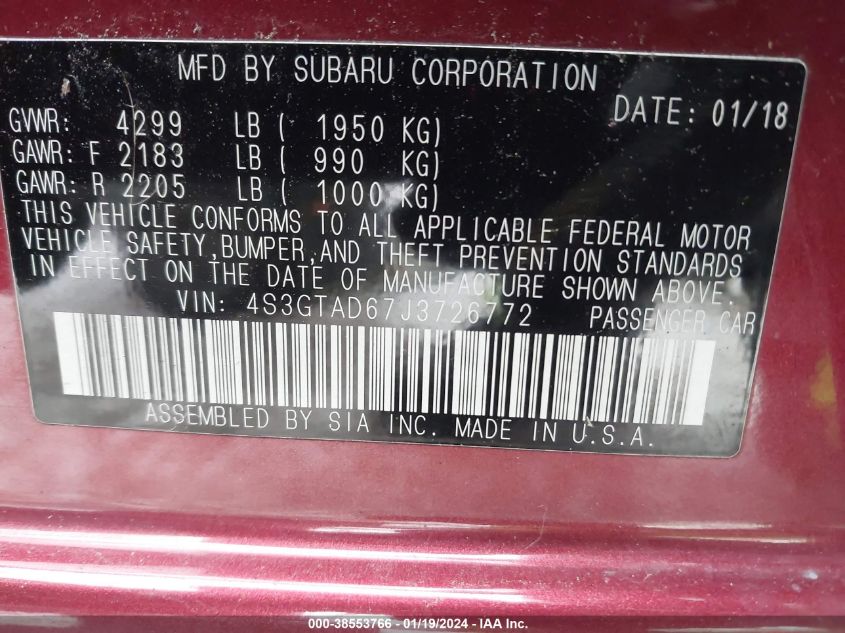 MFD BY SUBARU CORPORATION
DATE: 01/18
GVWR: 4299 LB ( 1950 KG)
GAWR: F 2183 LB ( 990 KG)
GAWR: R 2205 LB ( 1000 KG)
THIS VEHICLE CONFORMS TO ALL APPLICABLE FEDERAL MOTOR
VEHICLE SAFETY, BUMPER, AND THEFT PREVENTION STANDARDS
IN EFFECT ON THE DATE OF MANUFACTURE SHOWN ABOVE.
VIN: 4S3GTAD67J3726772 PASSENGER CAR
ASSEMBLED BY SIA INC. MADE IN U.S.A.
000-38553766 - 01/19/2024 - IAA Inc.